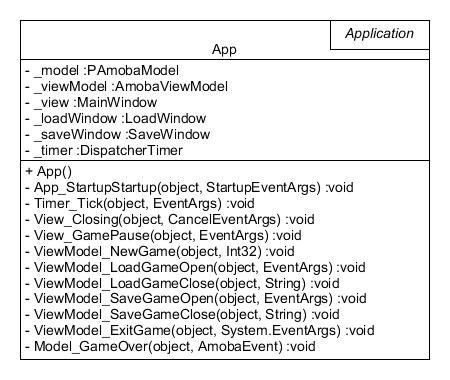 Application
App
- _model :PAmobaModel
- _viewModel :AmobaViewModel
- _view :MainWindow
- _loadWindow :LoadWindow
- _saveWindow :SaveWindow
- _timer :DispatcherTimer
+ App()
- App_StartupStartup(object, StartupEventArgs) :void
- Timer_Tick(object, EventArgs) :void
- View_Closing(object, CancelEventArgs) :void
- View_GamePause(object, EventArgs) :void
- ViewModel_NewGame(object, Int32) :void
- ViewModel_LoadGameOpen(object, EventArgs) :void
- ViewModel_LoadGameClose(object, String) :void
- ViewModel_SaveGameOpen(object, EventArgs) :void
- ViewModel_SaveGameClose(object, String) :void
- ViewModel_ExitGame(object, System.EventArgs) :void
- Model_GameOver(object, AmobaEvent) :void